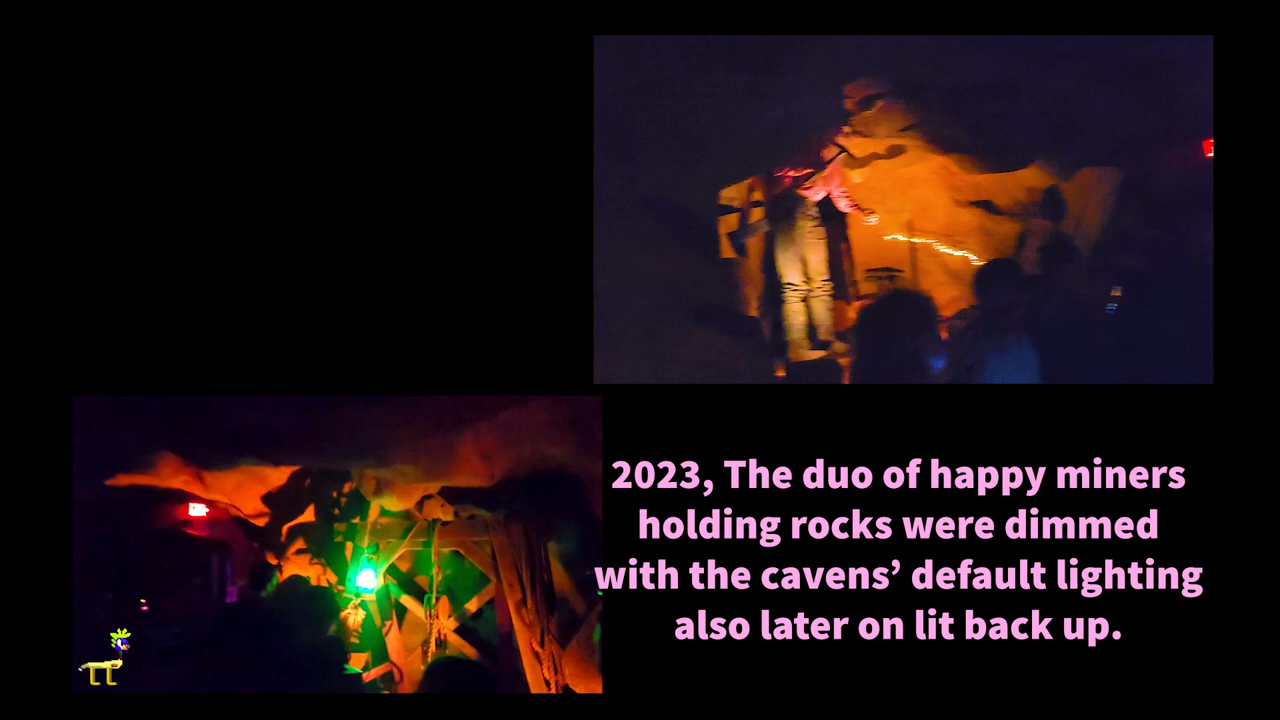 2023, The duo of happy miners
holding rocks were dimmed
with the cavens’ default lighting
also later on lit back up.